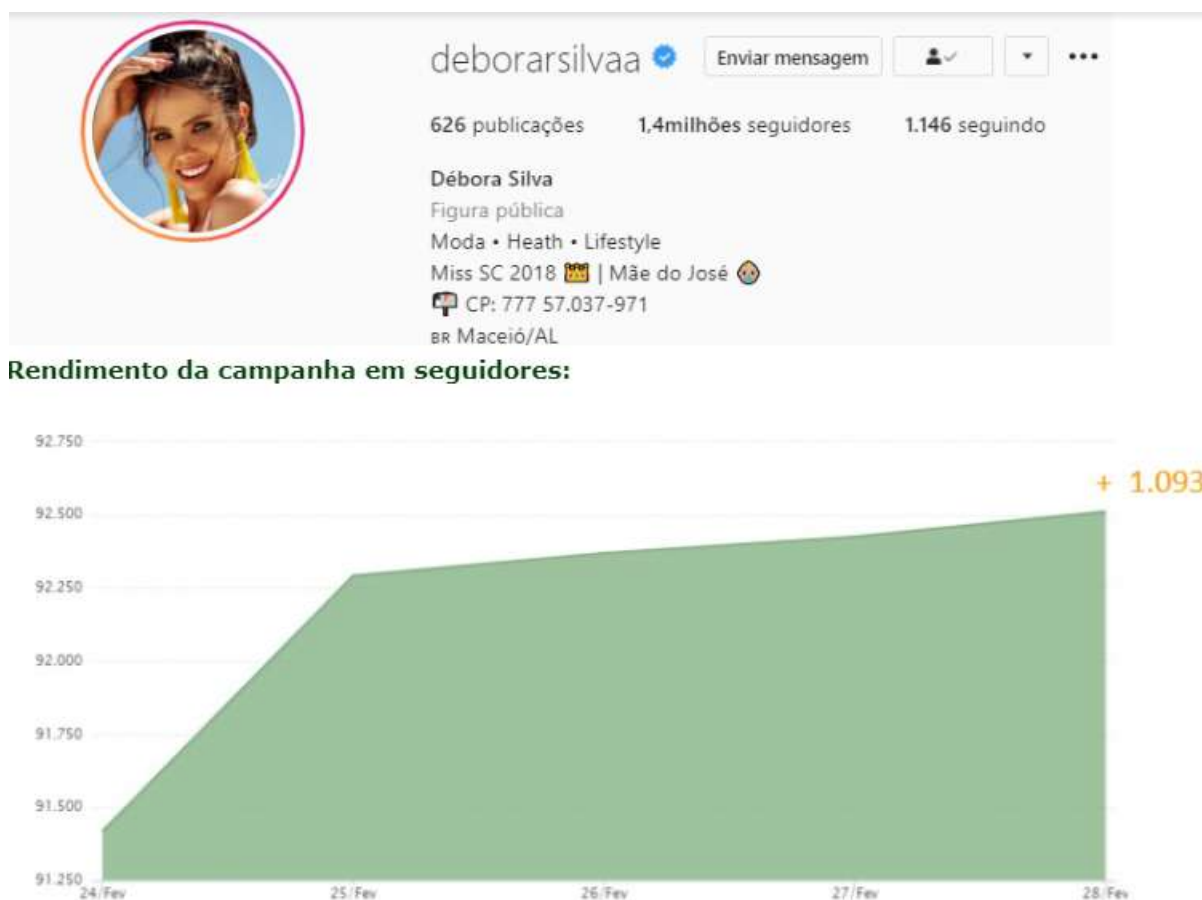 deborarsilvaa Enviar mensagem
626 publicações 1,4milhões seguidores 1.146 seguindo
Débora Silva
Figura pública
Moda • Heath • Lifestyle
Miss SC 2018 👑 | Mãe do José 👶🏼
📬 CP: 777 57.037-971
BR Maceió/AL
Rendimento da campanha em seguidores:
92.750
+ 1.093
92.500
92.250
92.000
91.750
91.500
91.250
24/Fev 25/Fev 26/Fev 27/Fev 28/Fev